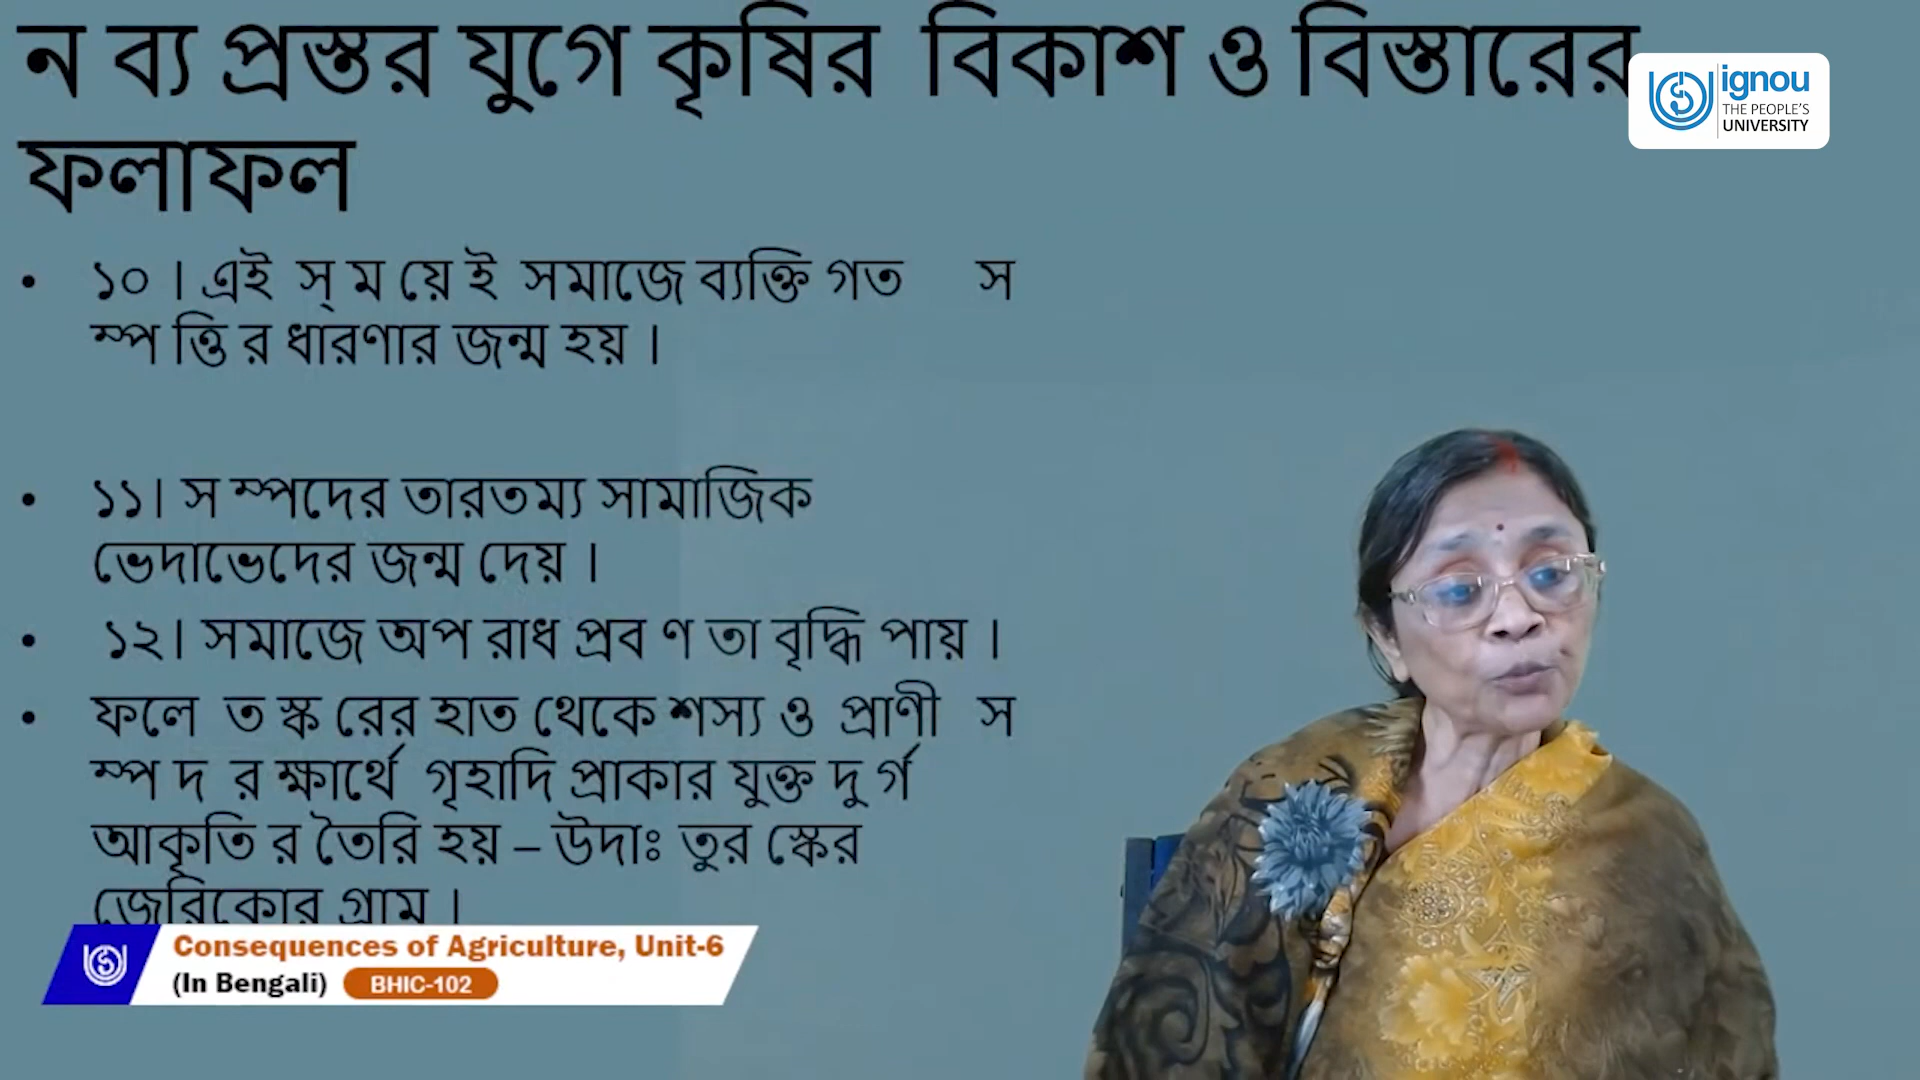 ন ব্য প্রস্তর যুগে কৃষির বিকাশ ও বিস্তারের
ফলাফল
ignou
THE PEOPLE'S
UNIVERSITY
• ১০ । এই স্ ম য়ে ই সমাজে ব্যক্তি গত স
ম্প ত্তি র ধারণার জন্ম হয় ।
• ১১। স ম্পদের তারতম্য সামাজিক
ভেদাভেদের জন্ম দেয় ।
• ১২। সমাজে অপ রাধ প্রব ণ তা বৃদ্ধি পায় ।
• ফলে ত স্ক রের হাত থেকে শস্য ও প্রাণী স
ম্প দ র ক্ষার্থে গৃহাদি প্রাকার যুক্ত দু র্গ
আকৃতি র তৈরি হয় – উদাঃ তুর স্কের
জেরিকোর গ্রাম ।
Consequences of Agriculture, Unit-6
(In Bengali) BHIC-102